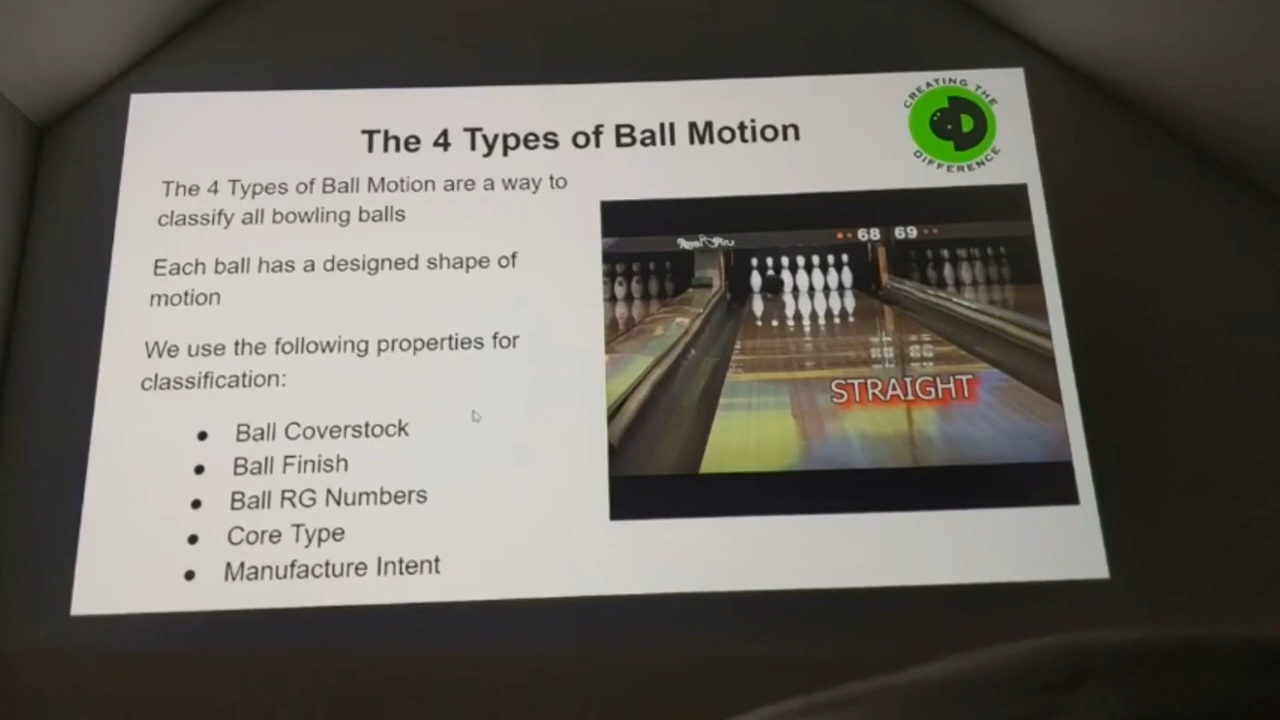 CREATING THE
DIFFERENCE
The 4 Types of Ball Motion
The 4 Types of Ball Motion are a way to
classify all bowling balls
Each ball has a designed shape of
motion
We use the following properties for
classification:
● Ball Coverstock
● Ball Finish
● Ball RG Numbers
● Core Type
● Manufacture Intent
Royal Pin
68 69
STRAIGHT